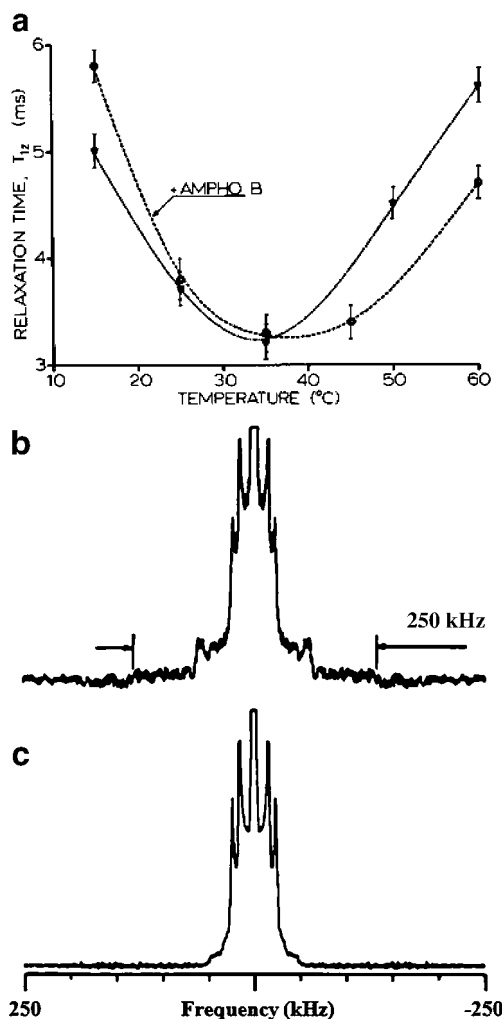 a
6
5
4
3
RELAXATION TIME, T1z (ms)
+ AMPHO B
10 20 30 40 50 60
TEMPERATURE (°C)
b
250 kHz
c
250 Frequency (kHz) -250